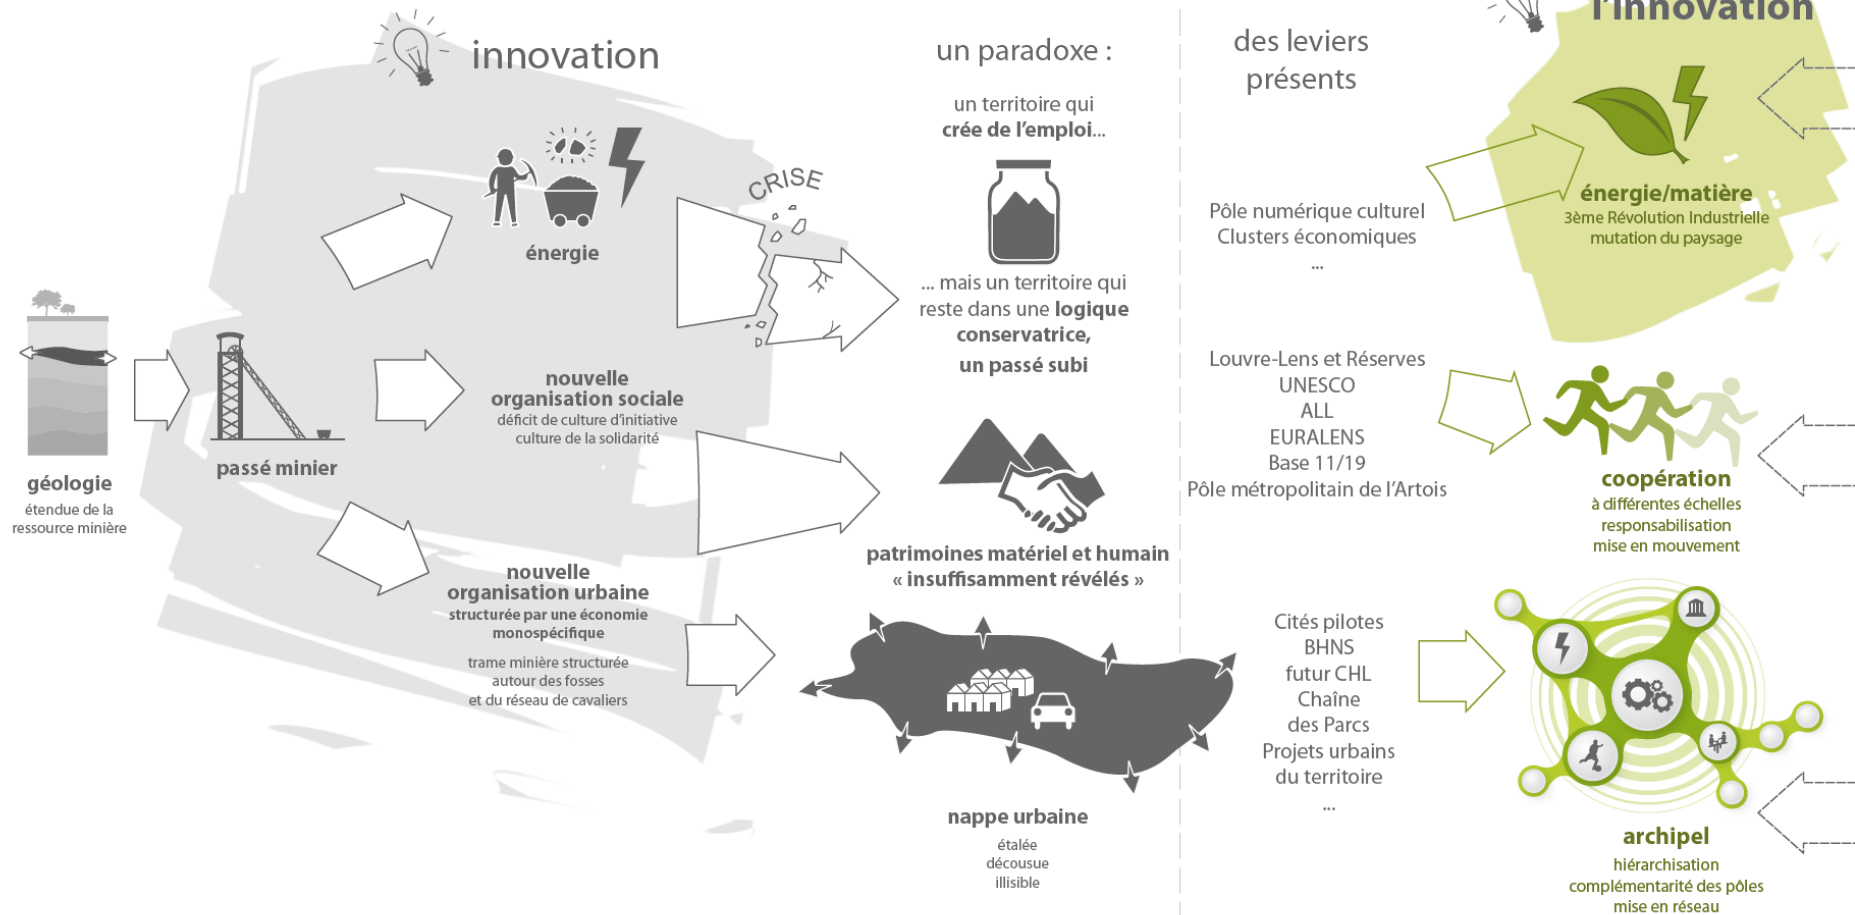 innovation
énergie
géologie
étendue de la
ressource minière
passé minier
nouvelle
organisation sociale
déficit de culture d'initiative
culture de la solidarité
nouvelle
organisation urbaine
structurée par une économie
monospécifique
trame minière structurée
autour des fosses
et du réseau de cavaliers
CRISE
un paradoxe :
un territoire qui
crée de l'emploi...
... mais un territoire qui
reste dans une logique
conservatrice,
un passé subi
patrimoines matériel et humain
« insuffisamment révélés »
nappe urbaine
étalée
décousue
illisible
des leviers
présents
Pôle numérique culturel
Clusters économiques
...
Louvre-Lens et Réserves
UNESCO
ALL
EURALENS
Base 11/19
Pôle métropolitain de l'Artois
Cités pilotes
BHNS
futur CHL
Chaîne
des Parcs
Projets urbains
du territoire
...
l'innovation
énergie/matière
3ème Révolution Industrielle
mutation du paysage
coopération
à différentes échelles
responsabilisation
mise en mouvement
archipel
hiérarchisation
complémentarité des pôles
mise en réseau